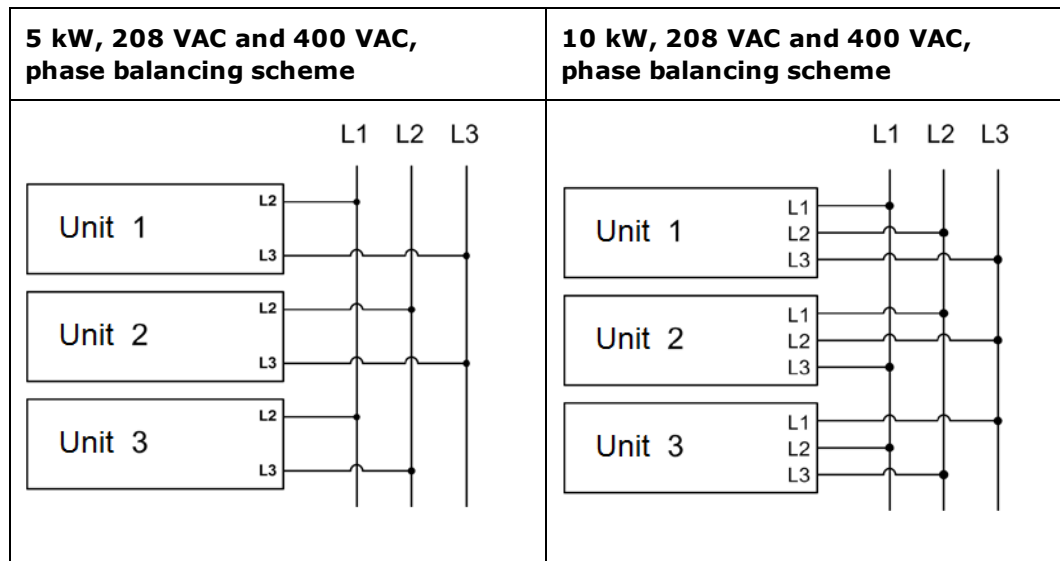 5 kW, 208 VAC and 400 VAC,
phase balancing scheme
10 kW, 208 VAC and 400 VAC,
phase balancing scheme
L1 L2 L3
Unit 1
L2
L3
Unit 2
L2
L3
Unit 3
L2
L3
L1 L2 L3
Unit 1
L1
L2
L3
Unit 2
L1
L2
L3
Unit 3
L1
L2
L3